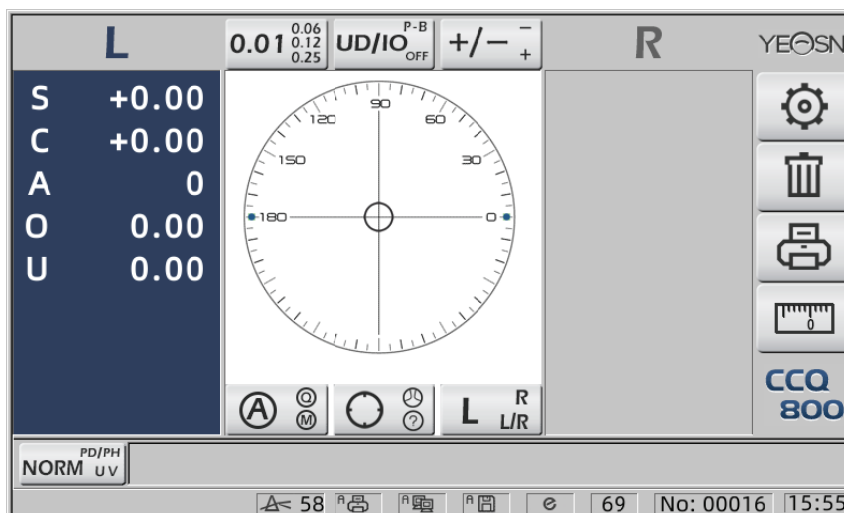 L
0.01 0.06
0.12
0.25
UD/IO P-B
OFF
+/− −
+
R
YEOSN
S +0.00
C +0.00
A 0
O 0.00
U 0.00
90
120 60
150 30
180 0
0
A O
M
?
L R
L/R
CCQ
800
NORM PD/PH
UV
58 A A A e 69 No: 00016 15:55